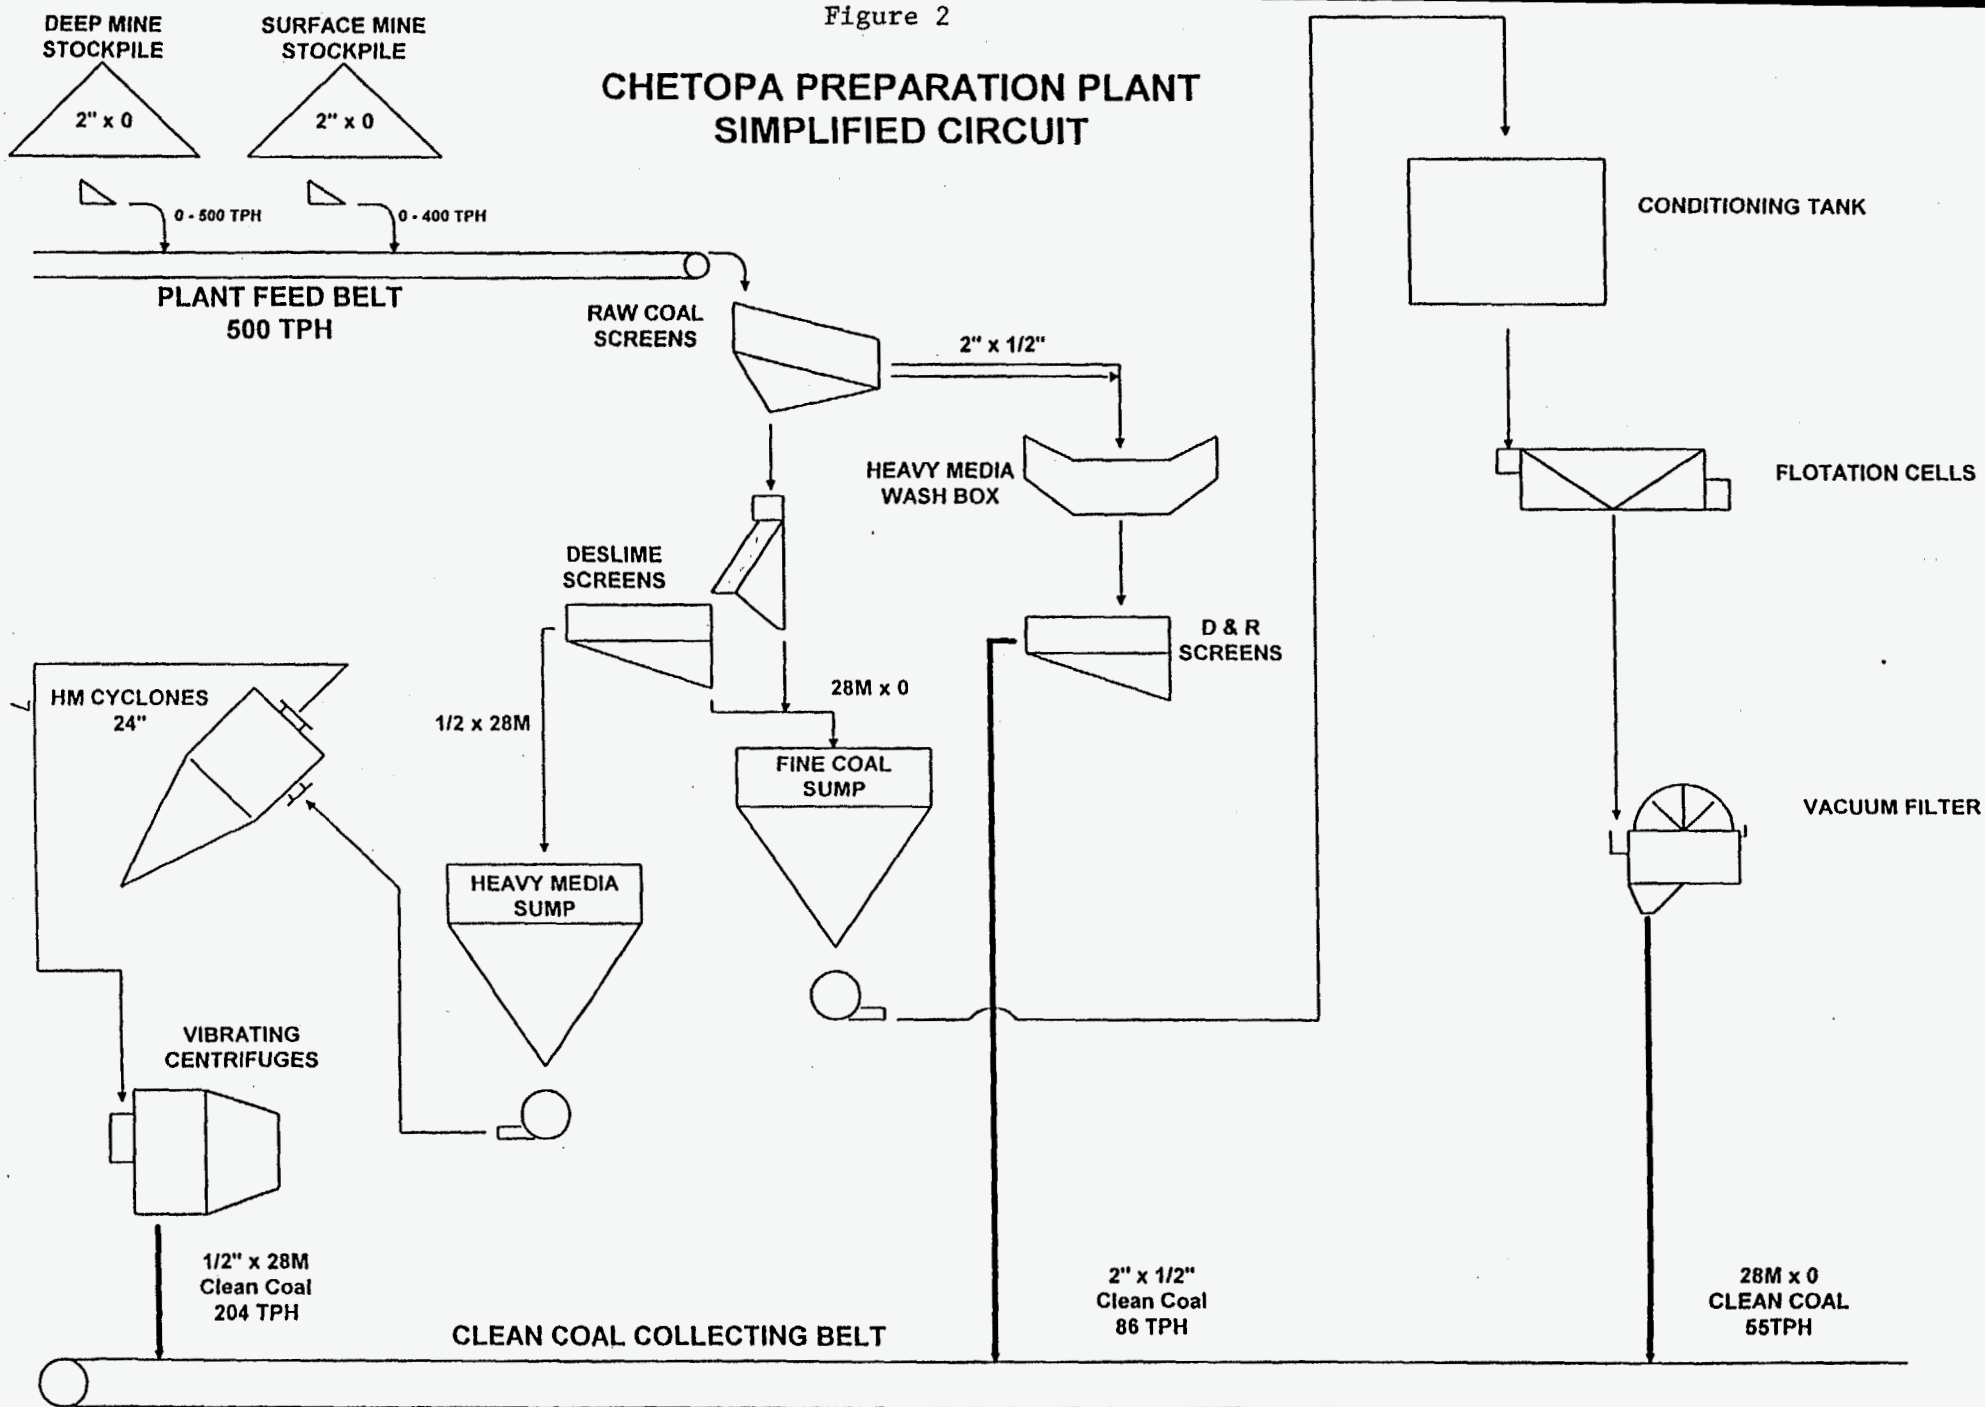 Figure 2
CHETOPA PREPARATION PLANT
SIMPLIFIED CIRCUIT
DEEP MINE
STOCKPILE
2" x 0
SURFACE MINE
STOCKPILE
2" x 0
0 - 500 TPH
0 - 400 TPH
PLANT FEED BELT
500 TPH
RAW COAL
SCREENS
2" x 1/2"
HEAVY MEDIA
WASH BOX
CONDITIONING TANK
FLOTATION CELLS
DESLIME
SCREENS
D & R
SCREENS
28M x 0
1/2 x 28M
HM CYCLONES
24"
FINE COAL
SUMP
VACUUM FILTER
HEAVY MEDIA
SUMP
VIBRATING
CENTRIFUGES
1/2" x 28M
Clean Coal
204 TPH
2" x 1/2"
Clean Coal
86 TPH
28M x 0
CLEAN COAL
55TPH
CLEAN COAL COLLECTING BELT